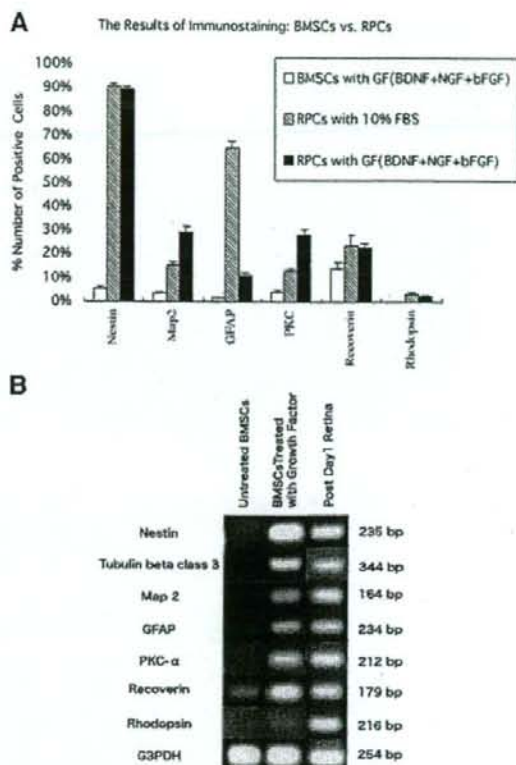 A
The Results of Immunostaining: BMSCs vs. RPCs
% Number of Positive Cells
100%
90%
80%
70%
60%
50%
40%
30%
20%
10%
0%
BMSCs with GF(BDNF+NGF+bFGF)
RPCs with 10% FBS
RPCs with GF(BDNF+NGF+bFGF)
Nestin
Map2
GFAP
PKC
Recoverin
Rhodopsin
B
Untreated BMSCs
BMSCsTreated
with Growth Factor
Post Day1 Retina
Nestin 235 bp
Tubulin beta class 3 344 bp
Map 2 164 bp
GFAP 234 bp
PKC-α 212 bp
Recoverin 179 bp
Rhodopsin 216 bp
G3PDH 254 bp